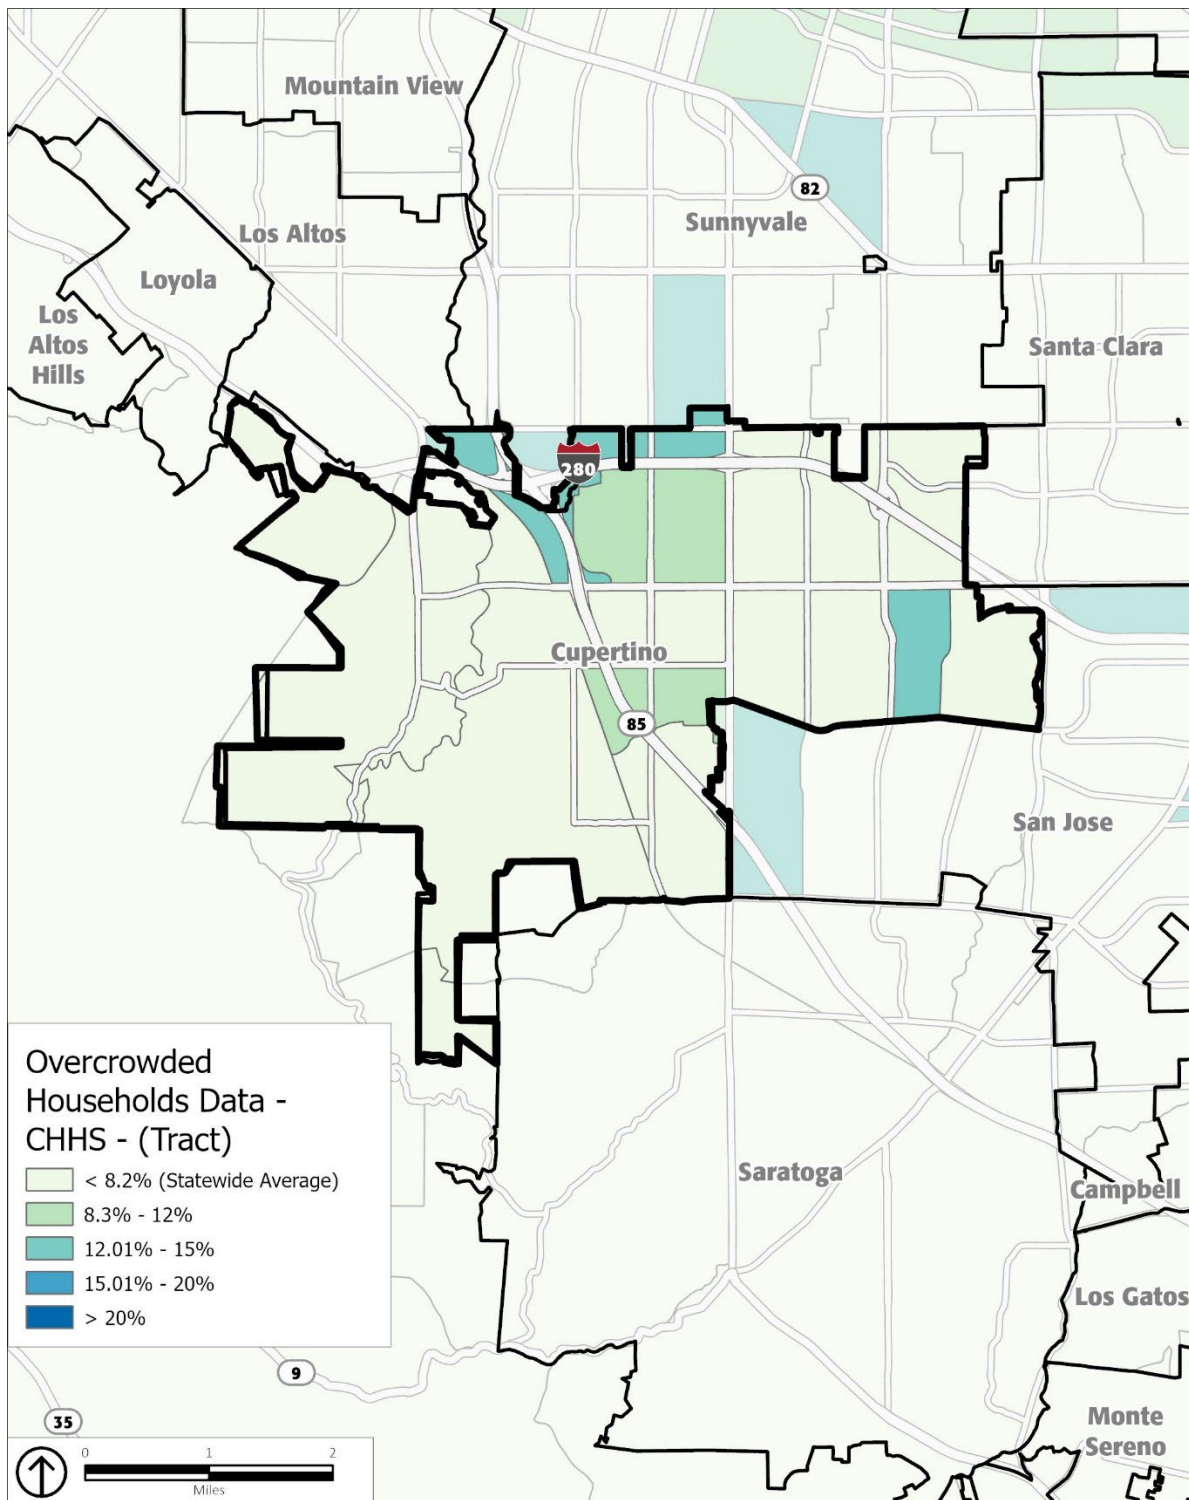 Mountain View
82
Sunnyvale
Los Altos
Loyola
Los
Altos
Hills
Santa Clara
280
Cupertino
85
San Jose
Overcrowded
Households Data -
CHHS - (Tract)
< 8.2% (Statewide Average)
8.3% - 12%
12.01% - 15%
15.01% - 20%
> 20%
Saratoga
Campbell
Los Gatos
9
35
Monte
Sereno
0 1 2
Miles